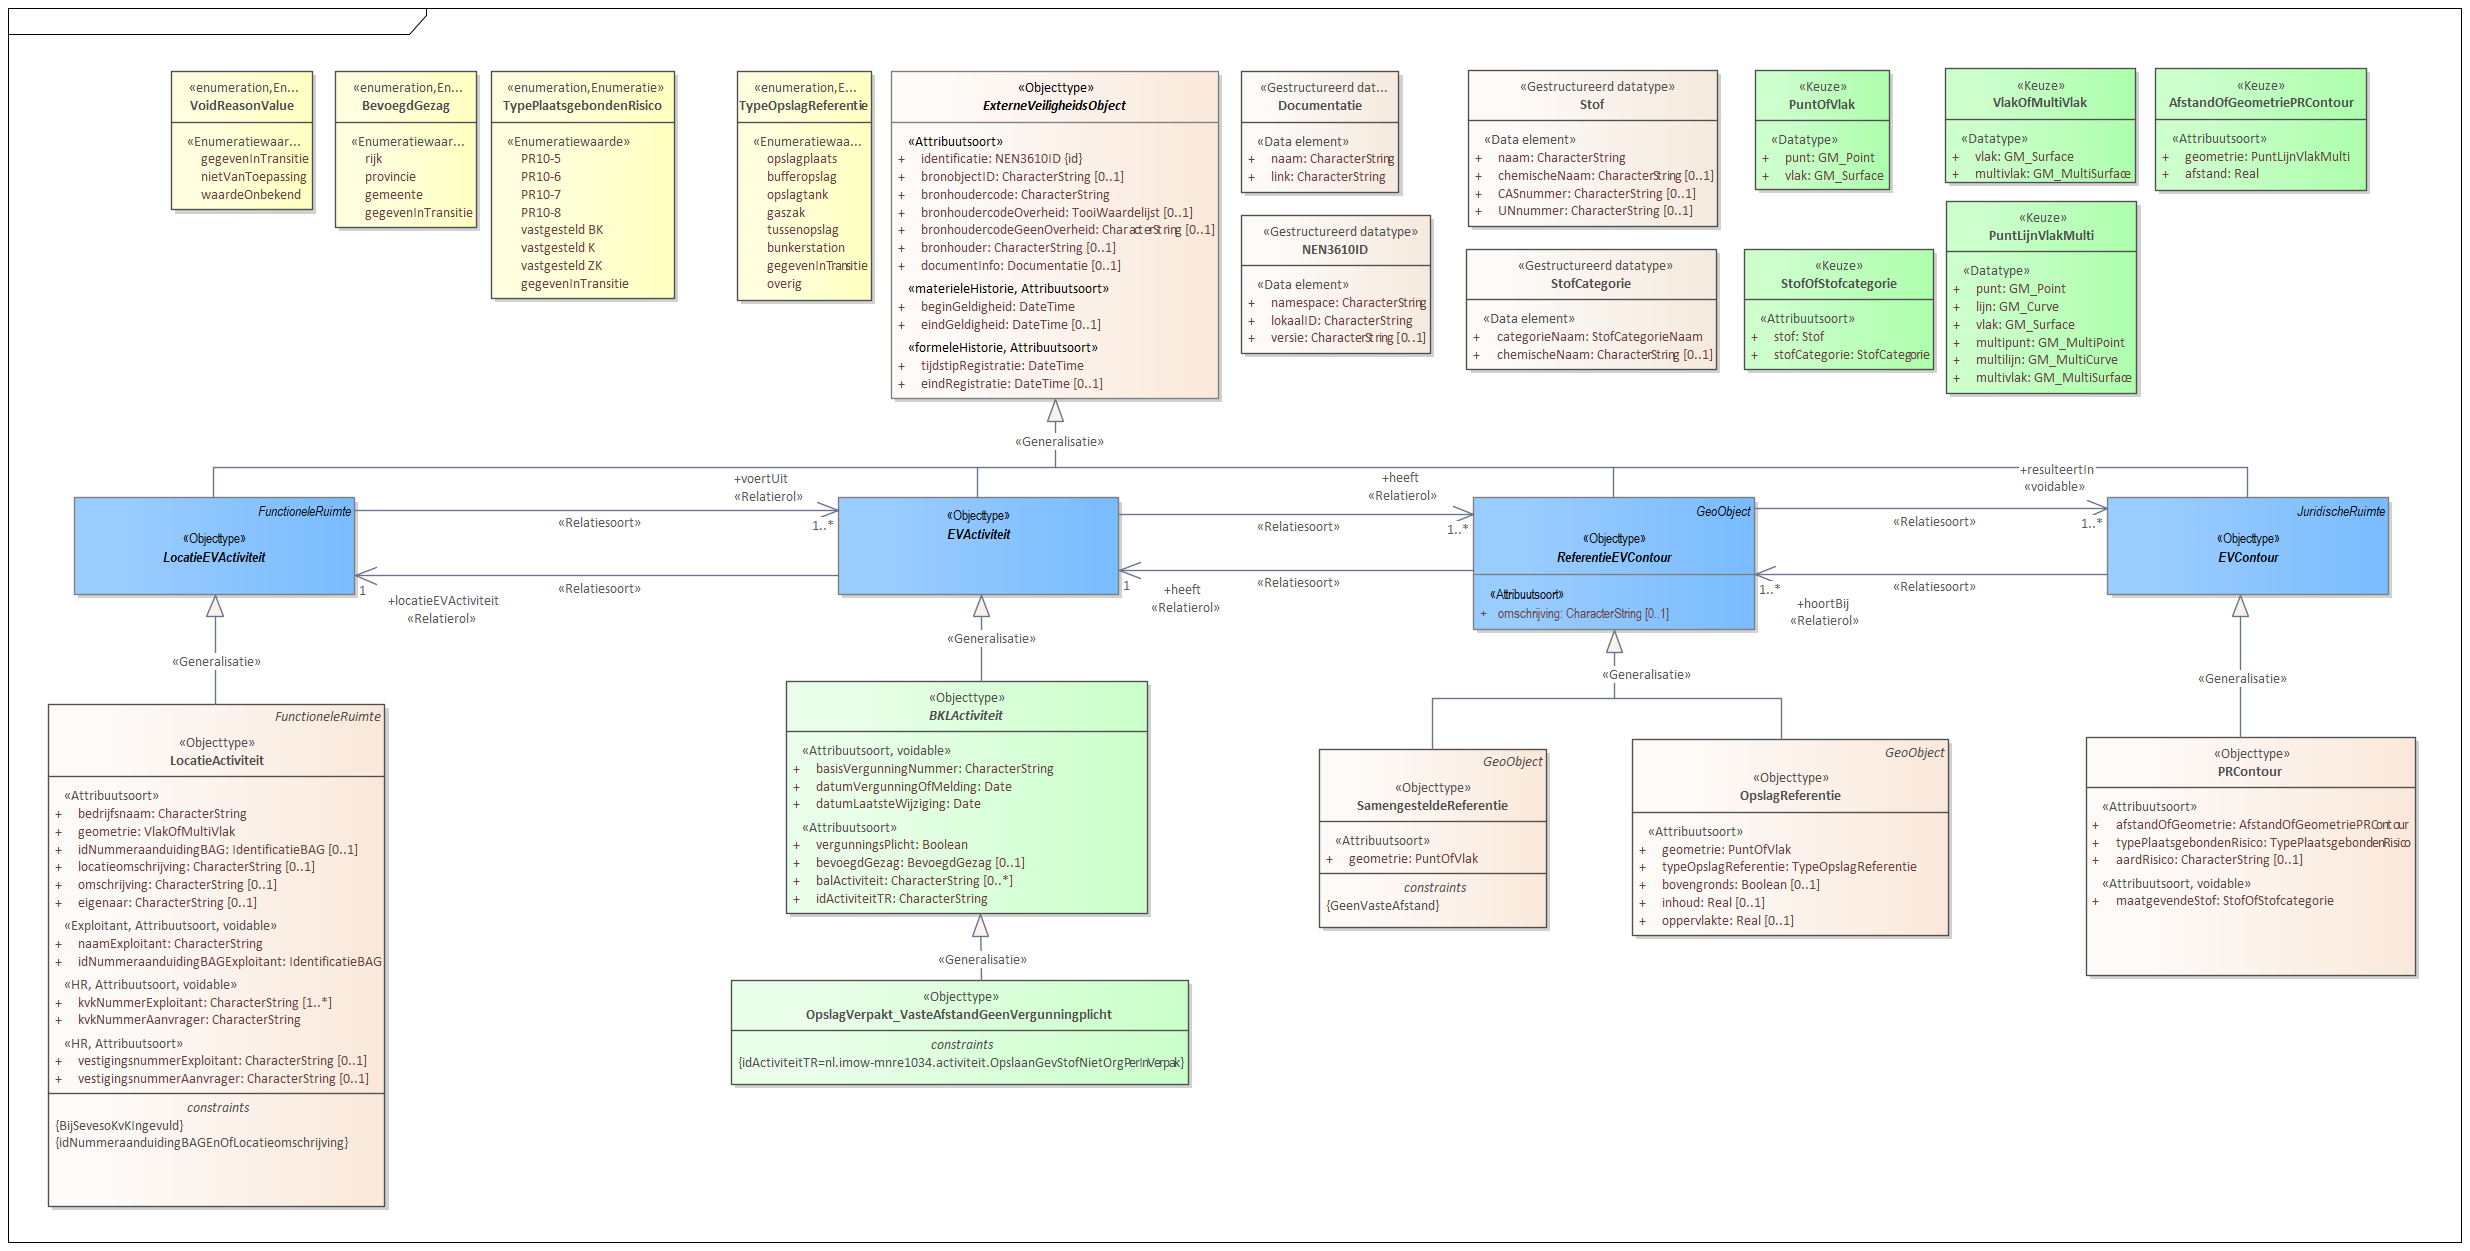 «enumeration,En...
VoidReasonValue
«Enumeratiewaar...
gegevenInTransitie
nietVanToepassing
waardeOnbekend
«enumeration,En...
BevoegdGezag
«Enumeratiewaar...
rijk
provincie
gemeente
gegevenInTransitie
«enumeration,Enumeratie»
TypePlaatsgebondenRisico
«Enumeratiewaarde»
PR10-5
PR10-6
PR10-7
PR10-8
vastgesteld BK
vastgesteld K
vastgesteld ZK
gegevenInTransitie
«enumeration,E...
TypeOpslagReferentie
«Enumeratiewaa...
opslagplaats
bufferopslag
opslagtank
gaszak
tussenopslag
bunkerstation
gegevenInTransitie
overig
«Objecttype»
ExterneVeiligheidsObject
«Attribuutsoort»
+ identificatie: NEN3610ID {id}
+ bronobjectID: CharacterString [0..1]
+ bronhoudercode: CharacterString
+ bronhoudercodeOverheid: TooiWaardelijst [0..1]
+ bronhoudercodeGeenOverheid: CharacterString [0..1]
+ bronhouder: CharacterString [0..1]
+ documentInfo: Documentatie [0..1]
«materieleHistorie, Attribuutsoort»
+ beginGeldigheid: DateTime
+ eindGeldigheid: DateTime [0..1]
«formeleHistorie, Attribuutsoort»
+ tijdstipRegistratie: DateTime
+ eindRegistratie: DateTime [0..1]
«Gestructureerd dat...
Documentatie
«Data element»
+ naam: CharacterString
+ link: CharacterString
«Gestructureerd datatype»
NEN3610ID
«Data element»
+ namespace: CharacterString
+ lokaalID: CharacterString
+ versie: CharacterString [0..1]
«Gestructureerd datatype»
Stof
«Data element»
+ naam: CharacterString
+ chemischeNaam: CharacterString [0..1]
+ CASnummer: CharacterString [0..1]
+ UNnummer: CharacterString [0..1]
«Gestructureerd datatype»
StofCategorie
«Data element»
+ categorieNaam: StofCategorieNaam
+ chemischeNaam: CharacterString [0..1]
«Keuze»
PuntOfVlak
«Datatype»
+ punt: GM_Point
+ vlak: GM_Surface
«Keuze»
StofOfStofcategorie
«Attribuutsoort»
+ stof: Stof
+ stofCategorie: StofCategorie
«Keuze»
VlakOfMultiVlak
«Datatype»
+ vlak: GM_Surface
+ multivlak: GM_MultiSurface
«Keuze»
PuntLijnVlakMulti
«Datatype»
+ punt: GM_Point
+ lijn: GM_Curve
+ vlak: GM_Surface
+ multipunt: GM_MultiPoint
+ multilijn: GM_MultiCurve
+ multivlak: GM_MultiSurface
«Keuze»
AfstandOfGeometriePRContour
«Attribuutsoort»
+ geometrie: PuntLijnVlakMulti
+ afstand: Real
«Generalisatie»
+voertUit
«Relatierol»
1..*
«Relatiesoort»
+heeft
«Relatierol»
1..*
«Relatiesoort»
+resulteertIn
«voidable»
1..*
«Relatiesoort»
FunctioneleRuimte
«Objecttype»
LocatieEVActiviteit
«Objecttype»
EVActiviteit
GeoObject
«Objecttype»
ReferentieEVContour
«Attribuutsoort»
+ omschrijving: CharacterString [0..1]
JuridischeRuimte
«Objecttype»
EVContour
1
+locatieEVActiviteit
«Relatierol»
«Relatiesoort»
1
+heeft
«Relatierol»
«Relatiesoort»
1..*
+hoortBij
«Relatierol»
«Relatiesoort»
«Generalisatie»
«Generalisatie»
«Generalisatie»
«Generalisatie»
FunctioneleRuimte
«Objecttype»
LocatieActiviteit
«Attribuutsoort»
+ bedrijfsnaam: CharacterString
+ geometrie: VlakOfMultiVlak
+ idNummeraanduidingBAG: IdentificatieBAG [0..1]
+ locatieomschrijving: CharacterString [0..1]
+ omschrijving: CharacterString [0..1]
+ eigenaar: CharacterString [0..1]
«Exploitant, Attribuutsoort, voidable»
+ naamExploitant: CharacterString
+ idNummeraanduidingBAGExploitant: IdentificatieBAG
«HR, Attribuutsoort, voidable»
+ kvkNummerExploitant: CharacterString [1..*]
+ kvkNummerAanvrager: CharacterString
«HR, Attribuutsoort»
+ vestigingsnummerExploitant: CharacterString [0..1]
+ vestigingsnummerAanvrager: CharacterString [0..1]
constraints
{BijSevesoKvKIngevuld}
{idNummeraanduidingBAGEnOfLocatieomschrijving}
«Objecttype»
BKLActiviteit
«Attribuutsoort, voidable»
+ basisVergunningNummer: CharacterString
+ datumVergunningOfMelding: Date
+ datumLaatsteWijziging: Date
«Attribuutsoort»
+ vergunningsPlicht: Boolean
+ bevoegdGezag: BevoegdGezag [0..1]
+ balActiviteit: CharacterString [0..*]
+ idActiviteitTR: CharacterString
«Generalisatie»
«Objecttype»
OpslagVerpakt_VasteAfstandGeenVergunningplicht
constraints
{idActiviteitTR=nl.imow-mnre1034.activiteit.OpslaanGevStofNietOrgPerInVerpak}
GeoObject
«Objecttype»
SamengesteldeReferentie
«Attribuutsoort»
+ geometrie: PuntOfVlak
constraints
{GeenVasteAfstand}
GeoObject
«Objecttype»
OpslagReferentie
«Attribuutsoort»
+ geometrie: PuntOfVlak
+ typeOpslagReferentie: TypeOpslagReferentie
+ bovengronds: Boolean [0..1]
+ inhoud: Real [0..1]
+ oppervlakte: Real [0..1]
«Objecttype»
PRContour
«Attribuutsoort»
+ afstandOfGeometrie: AfstandOfGeometriePRContour
+ typePlaatsgebondenRisico: TypePlaatsgebondenRisico
+ aardRisico: CharacterString [0..1]
«Attribuutsoort, voidable»
+ maatgevendeStof: StofOfStofcategorie